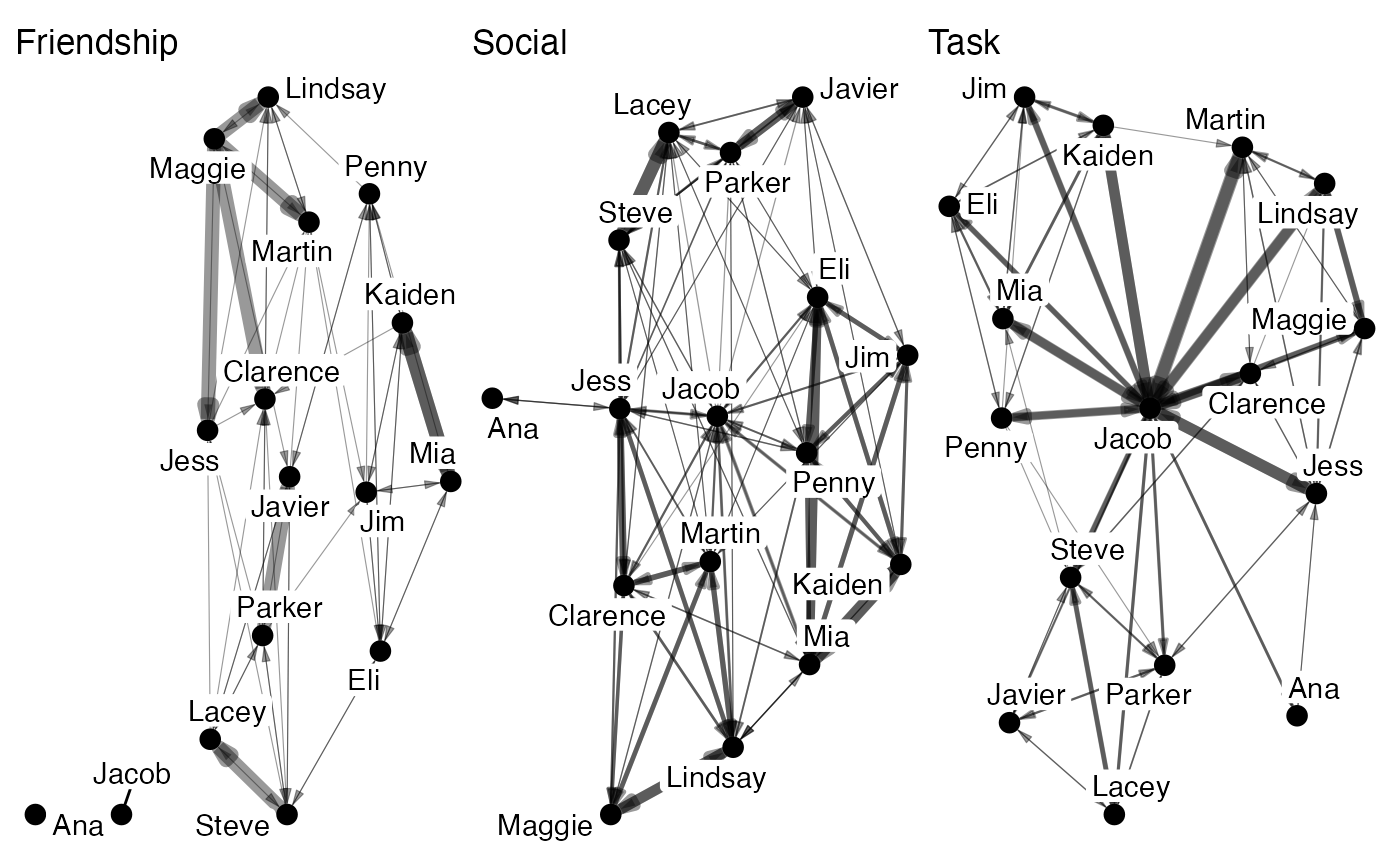 Friendship
Lindsay
Maggie
Penny
Martin
Kaiden
Clarence
Jess
Mia
Javier
Jim
Parker
Eli
Lacey
Jacob
Ana
Steve
Social
Javier
Lacey
Parker
Steve
Eli
Jim
Jess
Jacob
Ana
Penny
Martin
Kaiden
Clarence
Mia
Lindsay
Maggie
Task
Jim
Martin
Kaiden
Eli
Lindsay
Mia
Maggie
Clarence
Penny
Jacob
Jess
Steve
Javier
Parker
Ana
Lacey